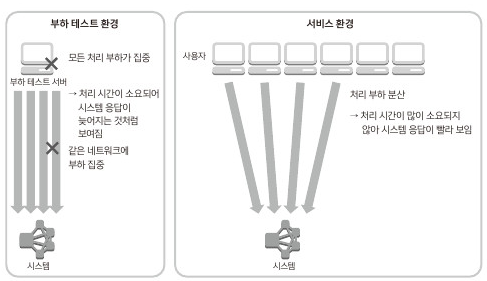 부하 테스트 환경
모든 처리 부하가 집중
부하 테스트 서버
→ 처리 시간이 소요되어
시스템 응답이
늦어지는 것처럼
보여짐
같은 네트워크에
부하 집중
시스템
서비스 환경
사용자
처리 부하 분산
→ 처리 시간이 많이 소요되지
않아 시스템 응답이 빨라 보임
시스템